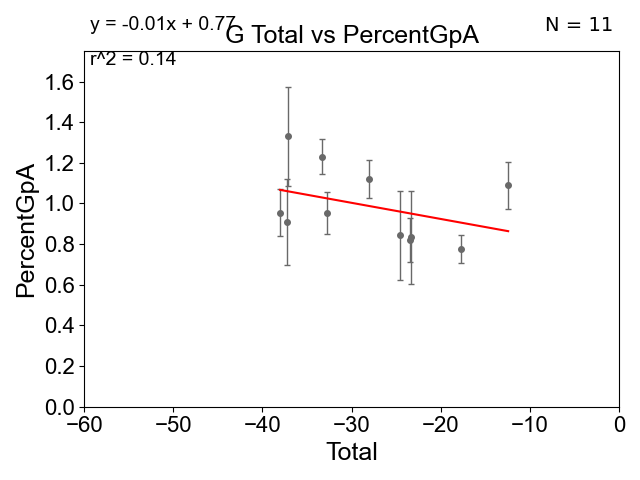 y = -0.01x + 0.77
N = 11
G Total vs PercentGpA
r^2 = 0.14
PercentGpA
1.6
1.4
1.2
1.0
0.8
0.6
0.4
0.2
0.0
−60
−50
−40
−30
−20
−10
0
Total